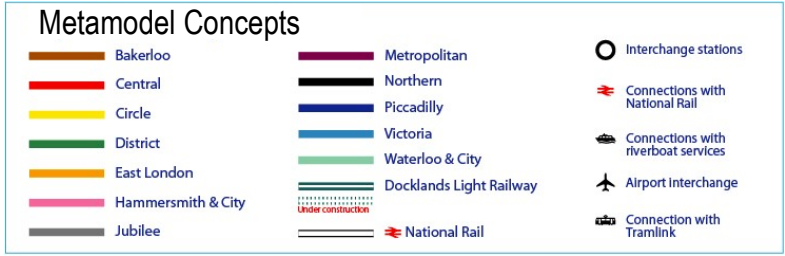 Metamodel Concepts
Bakerloo
Central
Circle
District
East London
Hammersmith & City
Jubilee
Metropolitan
Northern
Piccadilly
Victoria
Waterloo & City
Docklands Light Railway
Under construction
National Rail
Interchange stations
Connections with
National Rail
Connections with
riverboat services
Airport Interchange
Connection with
Tramlink